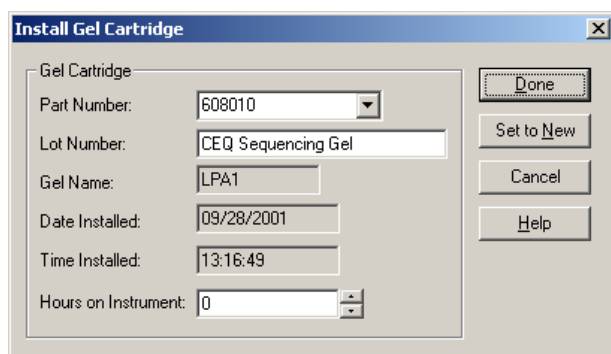 Install Gel Cartridge
Gel Cartridge
Part Number: 608010
Lot Number: CEQ Sequencing Gel
Gel Name: LPA1
Date Installed: 09/28/2001
Time Installed: 13:16:49
Hours on Instrument: 0
Done
Set to New
Cancel
Help